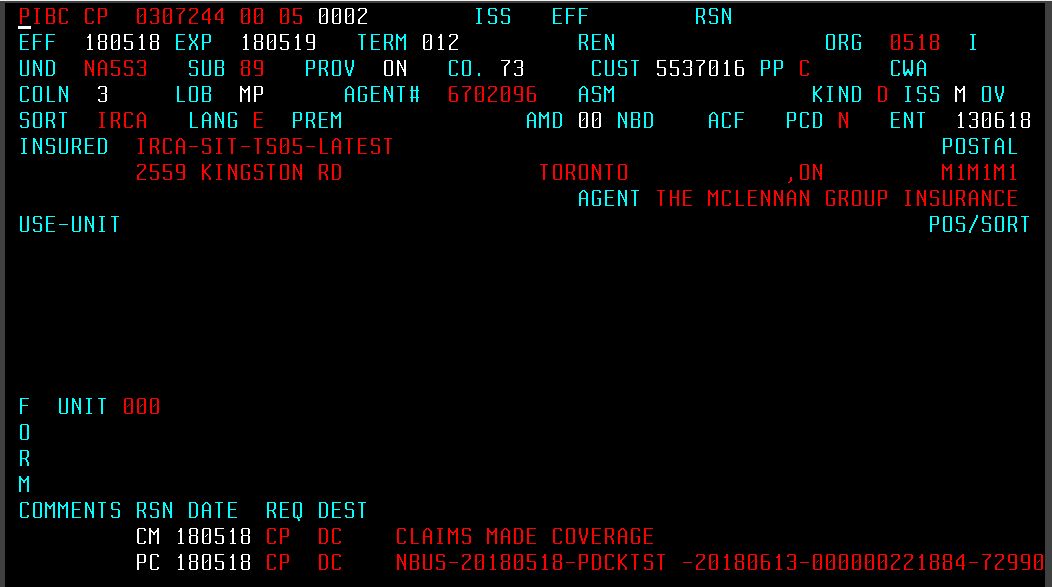 PIBC CP 0307244 00 05 0002 ISS EFF RSN
EFF 180518 EXP 180519 TERM 012 REN ORG 0518 I
UND NA5S3 SUB 89 PROV ON CO. 73 CUST 5537016 PP C CWA
COLN 3 LOB MP AGENT# 6702096 ASM KIND D ISS M OV
SORT IRCA LANG E PREM AMD 00 NBD ACF PCD N ENT 130618
INSURED IRCA-SIT-TS05-LATEST POSTAL
2559 KINGSTON RD TORONTO ,ON M1M1M1
AGENT THE MCLENNAN GROUP INSURANCE
USE-UNIT POS/SORT
F UNIT 000
O
R
M
COMMENTS RSN DATE REQ DEST
CM 180518 CP DC CLAIMS MADE COVERAGE
PC 180518 CP DC NBUS-20180518-PDCKTST -20180613-000000221884-72990